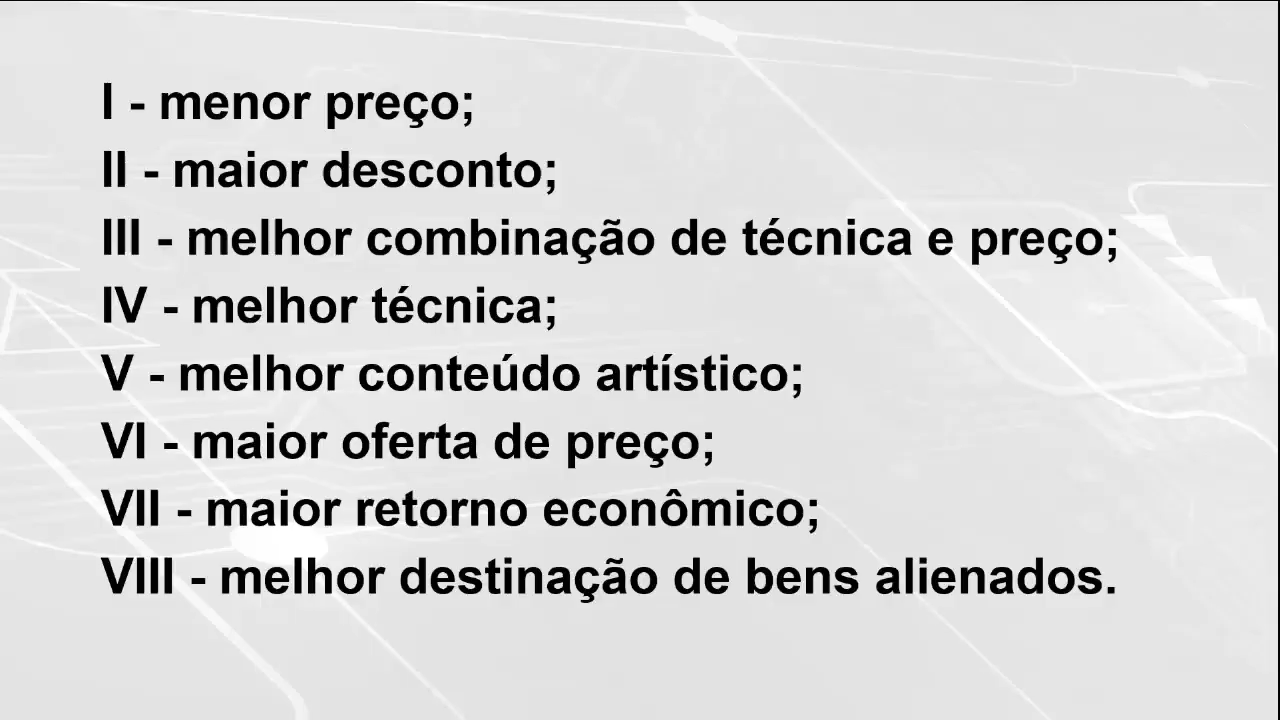 I - menor preço;
II - maior desconto;
III - melhor combinação de técnica e preço;
IV - melhor técnica;
V - melhor conteúdo artístico;
VI - maior oferta de preço;
VII - maior retorno econômico;
VIII - melhor destinação de bens alienados.